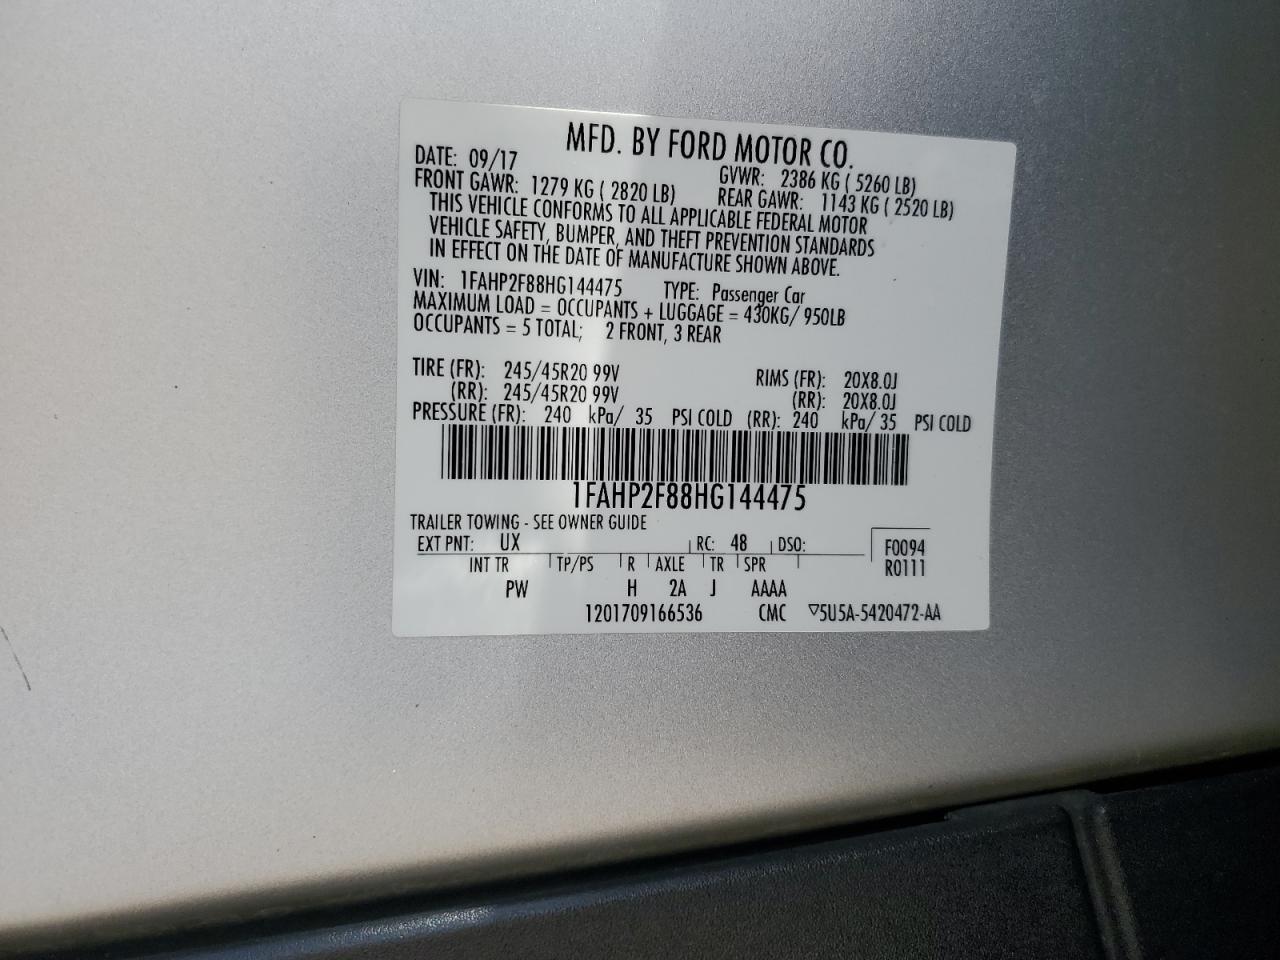 MFD. BY FORD MOTOR CO.
DATE: 09/17 GVWR: 2386 KG ( 5260 LB)
FRONT GAWR: 1279 KG ( 2820 LB) REAR GAWR: 1143 KG ( 2520 LB)
THIS VEHICLE CONFORMS TO ALL APPLICABLE FEDERAL MOTOR
VEHICLE SAFETY, BUMPER, AND THEFT PREVENTION STANDARDS
IN EFFECT ON THE DATE OF MANUFACTURE SHOWN ABOVE.
VIN: 1FAHP2F88HG144475 TYPE: Passenger Car
MAXIMUM LOAD = OCCUPANTS + LUGGAGE = 430KG/ 950LB
OCCUPANTS = 5 TOTAL; 2 FRONT, 3 REAR
TIRE (FR): 245/45R20 99V RIMS (FR): 20X8.0J
(RR): 245/45R20 99V (RR): 20X8.0J
PRESSURE (FR): 240 kPa/ 35 PSI COLD (RR): 240 kPa/ 35 PSI COLD
1FAHP2F88HG144475
TRAILER TOWING - SEE OWNER GUIDE
EXT PNT: UX RC: 48 DSO: F0094
INT TR TP/PS R AXLE TR SPR R0111
PW H 2A J AAAA
1201709166536 CMC ▽5U5A-5420472-AA